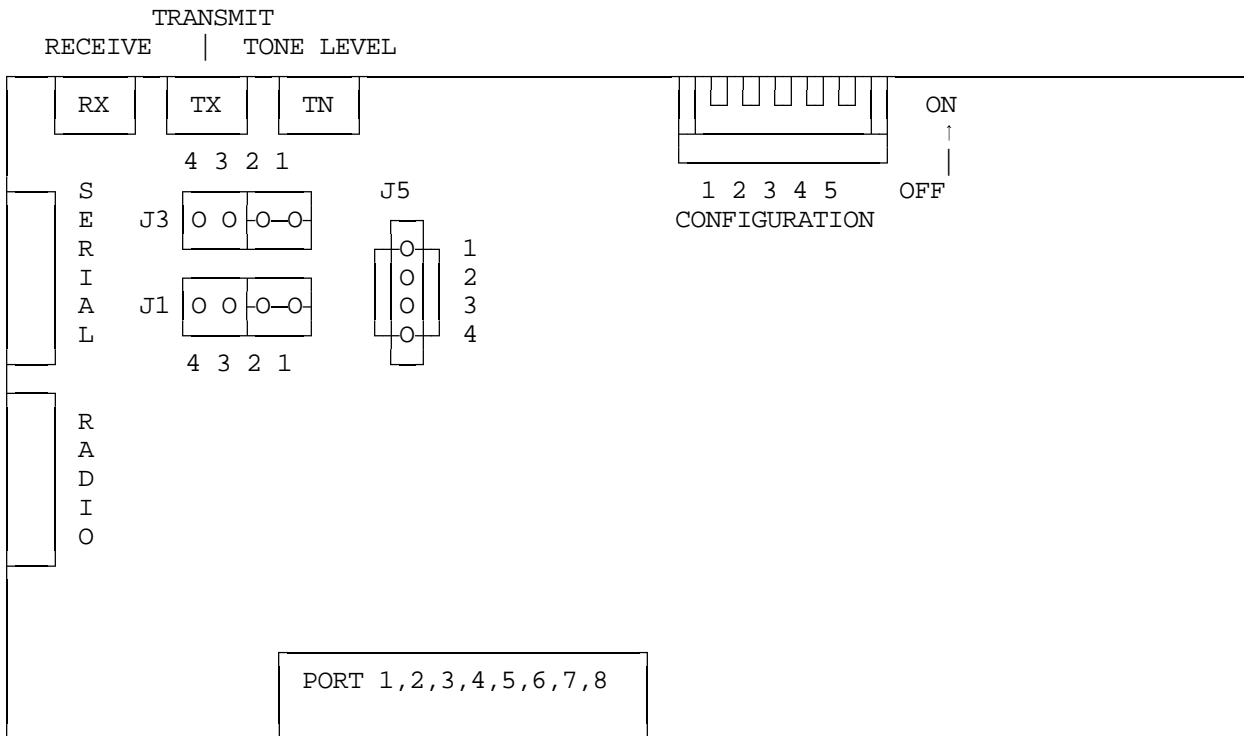 TRANSMIT
RECEIVE | TONE LEVEL
RX TX TN
ON
↑
|
OFF
4 3 2 1
SERIAL
J3 O O O O
J1 O O O O
4 3 2 1
J5
O 1
O 2
O 3
O 4
1 2 3 4 5
CONFIGURATION
RADIO
PORT 1,2,3,4,5,6,7,8